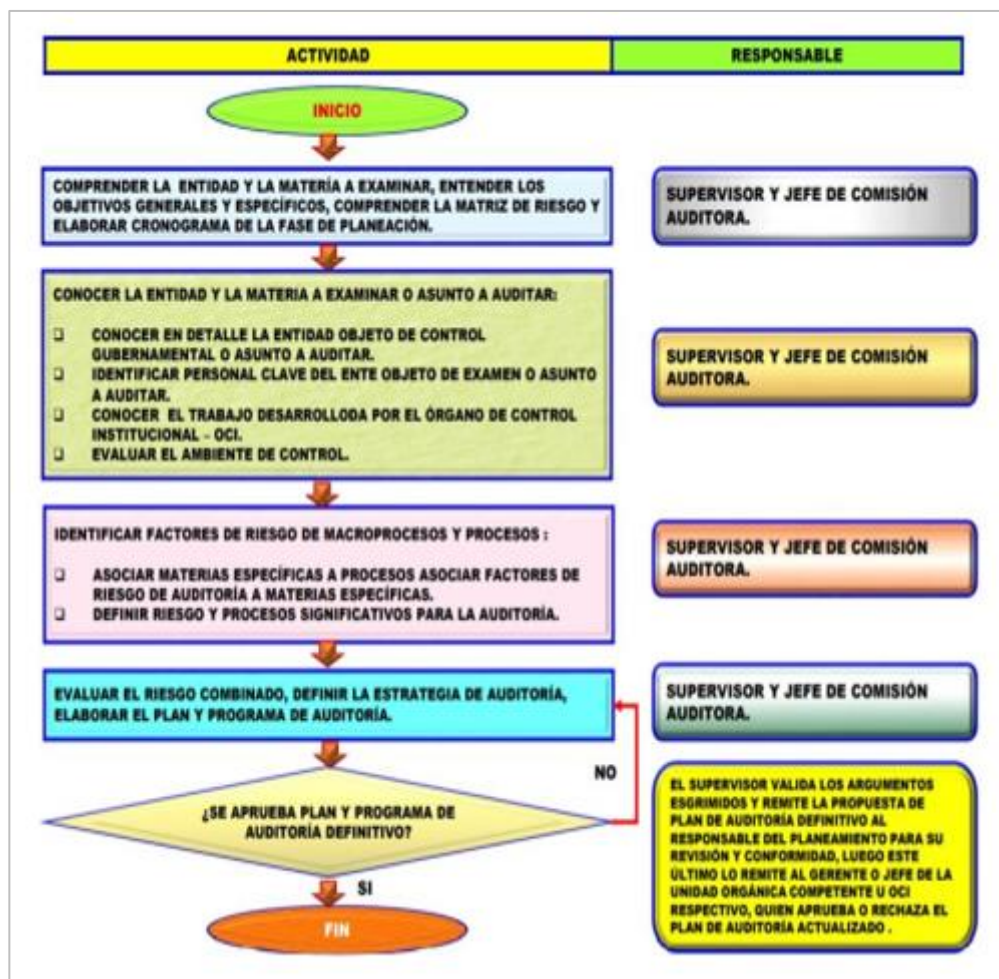 ACTIVIDAD
RESPONSABLE
INICIO
COMPRENDER LA ENTIDAD Y LA MATERÍA A EXAMINAR, ENTENDER LOS
OBJETIVOS GENERALES Y ESPECÍFICOS, COMPRENDER LA MATRIZ DE RIESGO Y
ELABORAR CRONOGRAMA DE LA FASE DE PLANEACIÓN.
SUPERVISOR Y JEFE DE COMISIÓN
AUDITORA.
CONOCER LA ENTIDAD Y LA MATERIA A EXAMINAR O ASUNTO A AUDITAR:
❑ CONOCER EN DETALLE LA ENTIDAD OBJETO DE CONTROL
GUBERNAMENTAL O ASUNTO A AUDITAR.
❑ IDENTIFICAR PERSONAL CLAVE DEL ENTE OBJETO DE EXAMEN O ASUNTO
A AUDITAR.
❑ CONOCER EL TRABAJO DESARROLLODA POR EL ÓRGANO DE CONTROL
INSTITUCIONAL – OCI.
❑ EVALUAR EL AMBIENTE DE CONTROL.
SUPERVISOR Y JEFE DE COMISIÓN
AUDITORA.
IDENTIFICAR FACTORES DE RIESGO DE MACROPROCESOS Y PROCESOS :
❑ ASOCIAR MATERIAS ESPECÍFICAS A PROCESOS ASOCIAR FACTORES DE
RIESGO DE AUDITORÍA A MATERIAS ESPECÍFICAS.
❑ DEFINIR RIESGO Y PROCESOS SIGNIFICATIVOS PARA LA AUDITORÍA.
SUPERVISOR Y JEFE DE COMISIÓN
AUDITORA.
EVALUAR EL RIESGO COMBINADO, DEFINIR LA ESTRATEGIA DE AUDITORÍA,
ELABORAR EL PLAN Y PROGRAMA DE AUDITORÍA.
SUPERVISOR Y JEFE DE COMISIÓN
AUDITORA.
NO
¿SE APRUEBA PLAN Y PROGRAMA DE
AUDITORÍA DEFINITIVO?
SI
FIN
EL SUPERVISOR VALIDA LOS ARGUMENTOS
ESGRIMIDOS Y REMITE LA PROPUESTA DE
PLAN DE AUDITORÍA DEFINITIVO AL
RESPONSABLE DEL PLANEAMIENTO PARA SU
REVISIÓN Y CONFORMIDAD, LUEGO ESTE
ÚLTIMO LO REMITE AL GERENTE O JEFE DE LA
UNIDAD ORGÁNICA COMPETENTE U OCI
RESPECTIVO, QUIEN APRUEBA O RECHAZA EL
PLAN DE AUDITORÍA ACTUALIZADO .